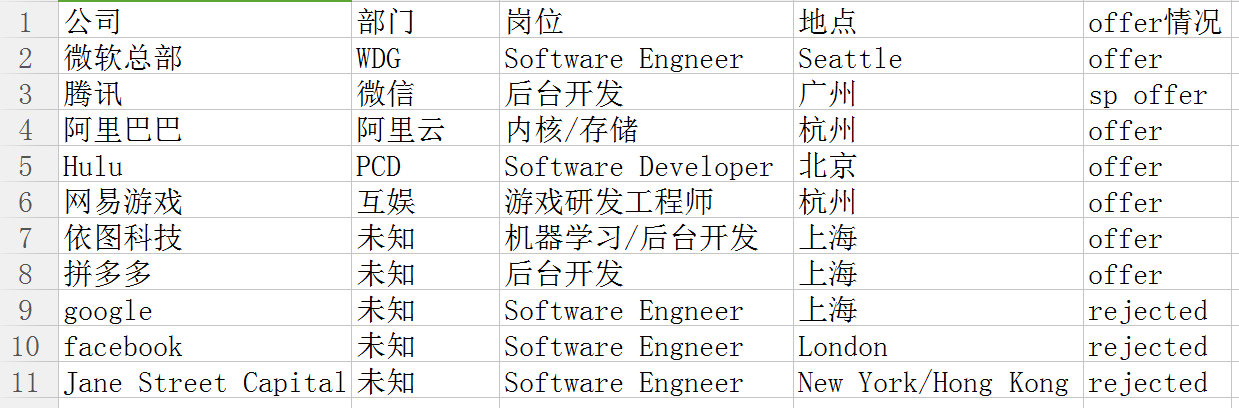 1 公司 部门 岗位 地点 offer情况
2 微软总部 WDG Software Engneer Seattle offer
3 腾讯 微信 后台开发 广州 sp offer
4 阿里巴巴 阿里云 内核/存储 杭州 offer
5 Hulu PCD Software Developer 北京 offer
6 网易游戏 互娱 游戏研发工程师 杭州 offer
7 依图科技 未知 机器学习/后台开发 上海 offer
8 拼多多 未知 后台开发 上海 offer
9 google 未知 Software Engneer 上海 rejected
10 facebook 未知 Software Engneer London rejected
11 Jane Street Capital 未知 Software Engneer New York/Hong Kong rejected